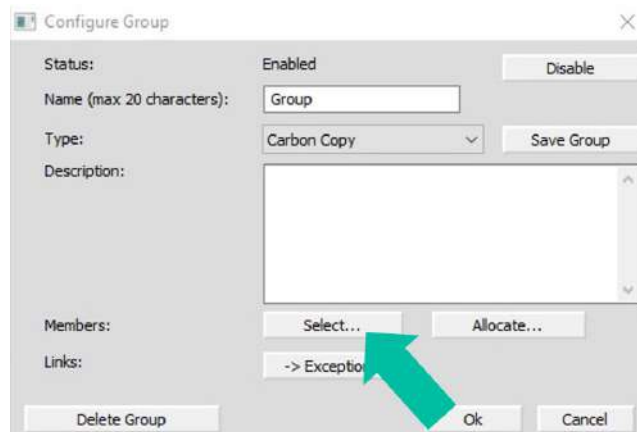 Configure Group
Status: Enabled Disable
Name (max 20 characters): Group
Type: Carbon Copy Save Group
Description:
Members: Select... Allocate...
Links: -> Exceptio
Delete Group Ok Cancel